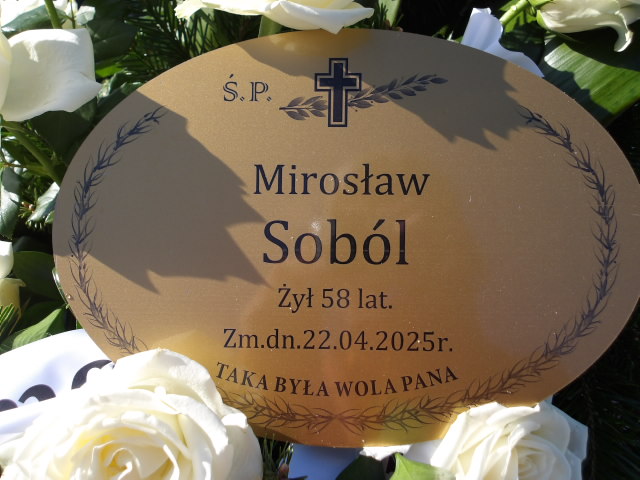 Ś.P.
Mirosław
Soból
Żył 58 lat.
Zm.dn.22.04.2025r.
TAKA BYŁA WOLA PANA